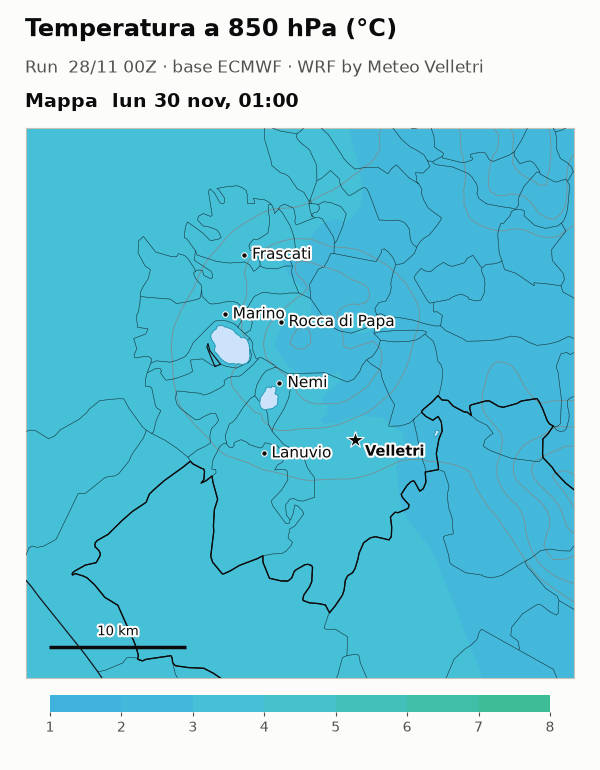 Temperatura a 850 hPa (°C)
Run  28/11 00Z · base ECMWF · WRF by Meteo Velletri
Mappa  lun 30 nov, 01:00
Frascati
Marino
Rocca di Papa
Nemi
Velletri
Lanuvio
10 km
1 2 3 4 5 6 7 8